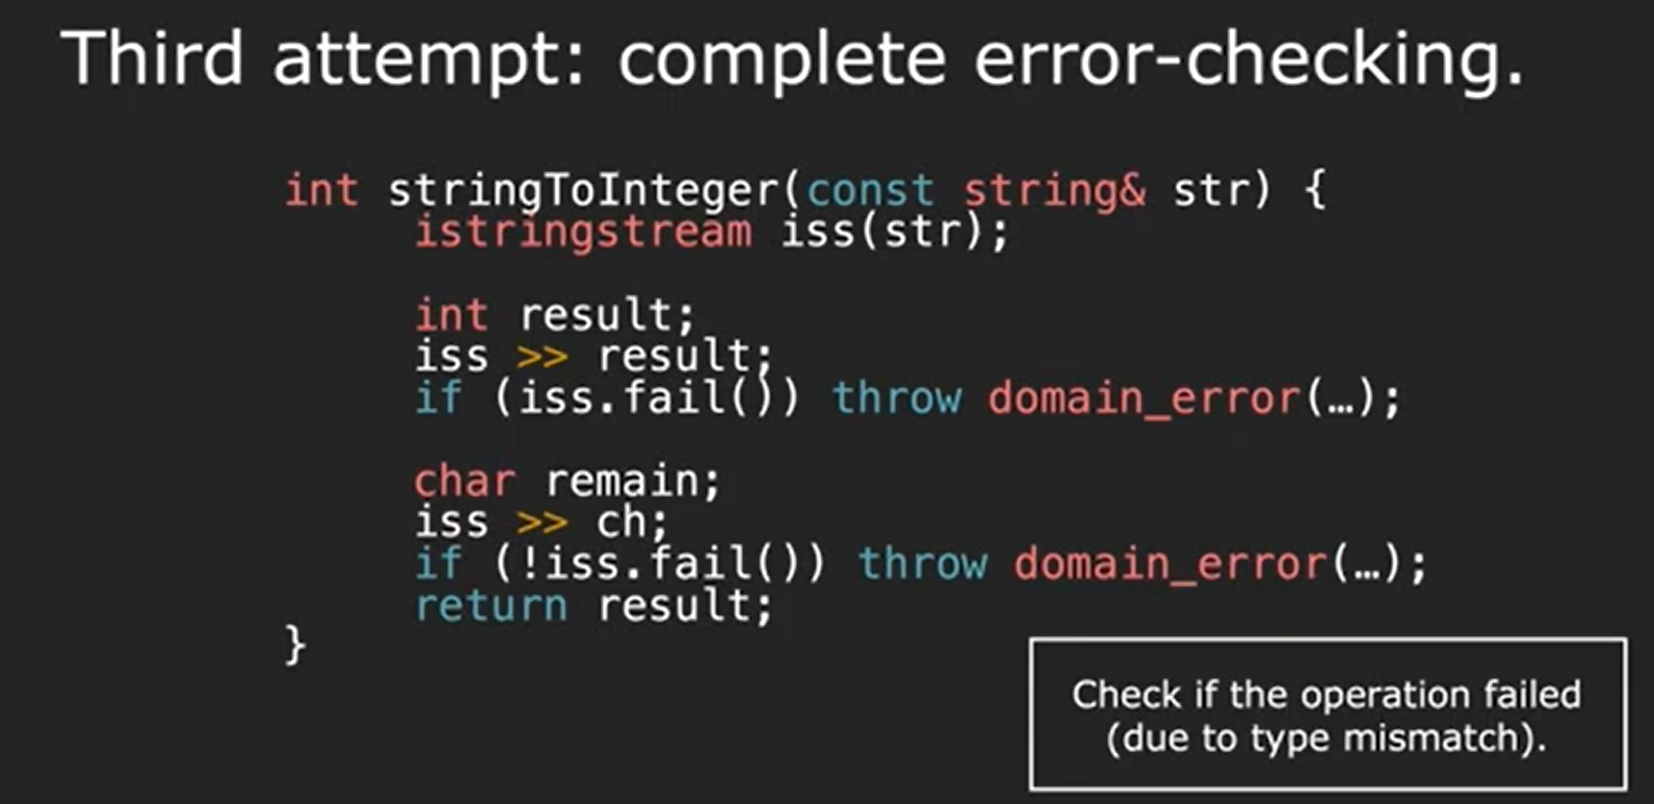 Third attempt: complete error-checking.
int stringToInteger(const string& str) {
istringstream iss(str);
int result;
iss >> result;
if (iss.fail()) throw domain_error(…);
char remain;
iss >> ch;
if (!iss.fail()) throw domain_error(…);
return result;
}
Check if the operation failed
(due to type mismatch).